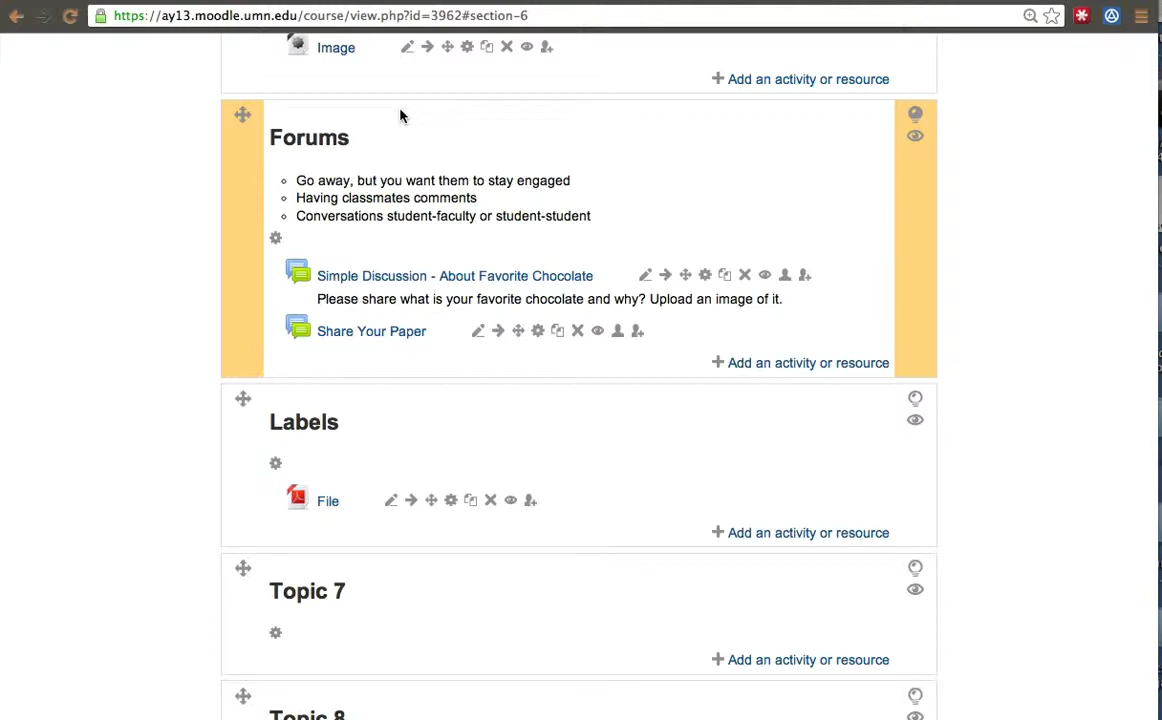 https://ay13.moodle.umn.edu/course/view.php?id=3962#section-6
Image
Add an activity or resource
Forums
Go away, but you want them to stay engaged
Having classmates comments
Conversations student-faculty or student-student
Simple Discussion - About Favorite Chocolate
Please share what is your favorite chocolate and why? Upload an image of it.
Share Your Paper
Add an activity or resource
Labels
File
Add an activity or resource
Topic 7
Add an activity or resource
Topic 8